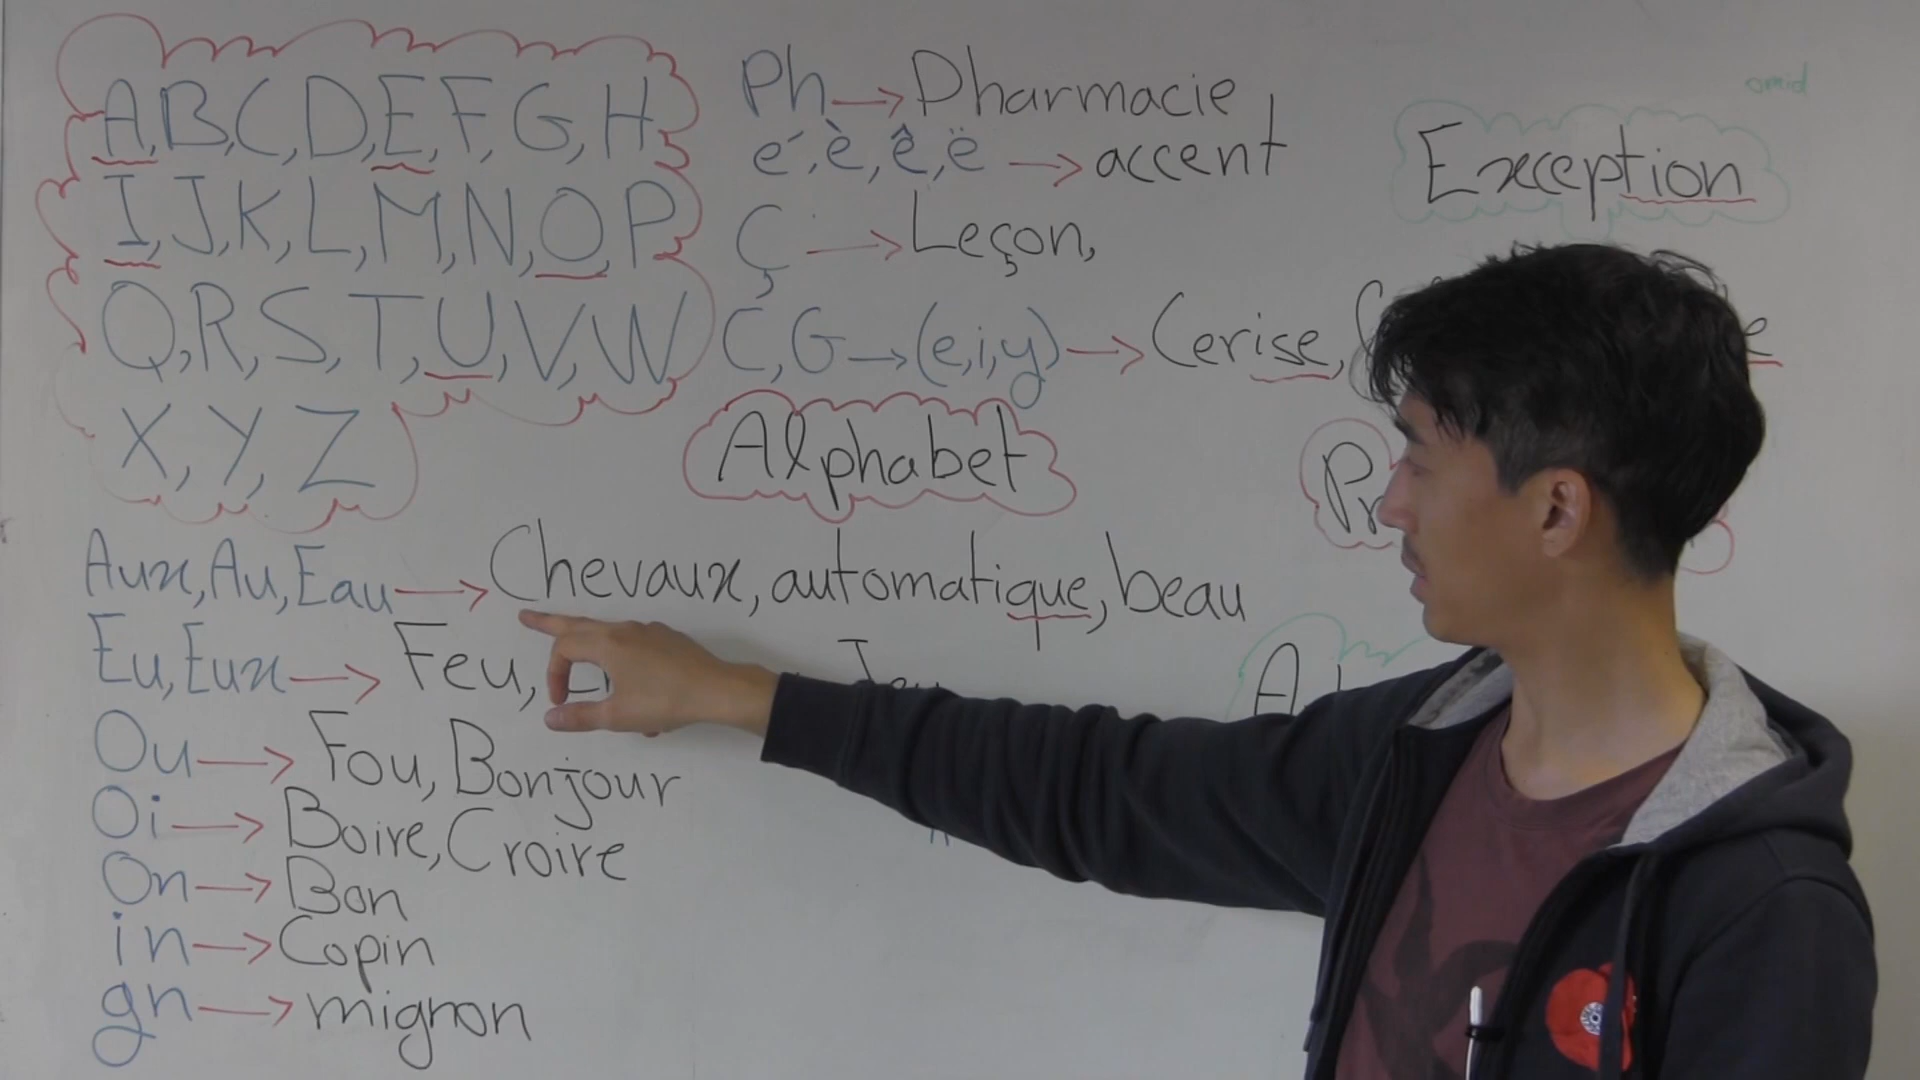 A, B, C, D, E, F, G, H
I, J, K, L, M, N, O, P
Q, R, S, T, U, V, W
X, Y, Z
Ph → Pharmacie
é, è, ê, ë → accent
Ç → Leçon,
C, G → (e,i,y) → Cerise,
Alphabet
Exception
omid
Aux, Au, Eau → Chevaux, automatique, beau
Eu, Eux → Feu,
Ou → Fou, Bonjour
Oi → Boire, Croire
On → Bon
in → Copin
gn → mignon